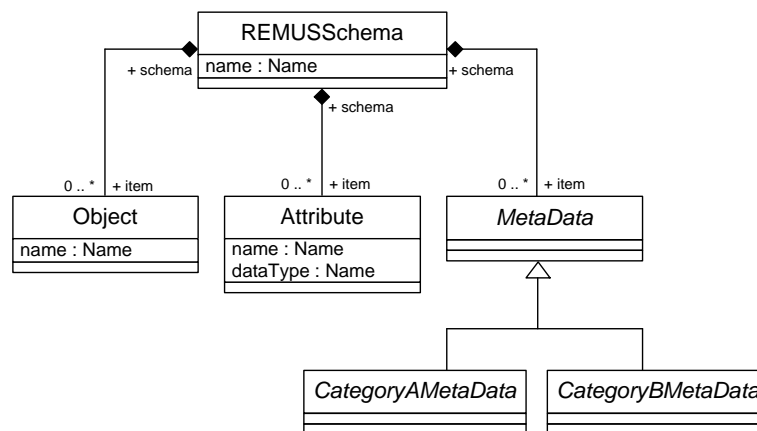 REMUSSchema
name : Name
+ schema
+ schema
+ schema
0 .. *
+ item
0 .. *
+ item
0 .. *
+ item
Object
name : Name
Attribute
name : Name
dataType : Name
MetaData
CategoryAMetaData
CategoryBMetaData